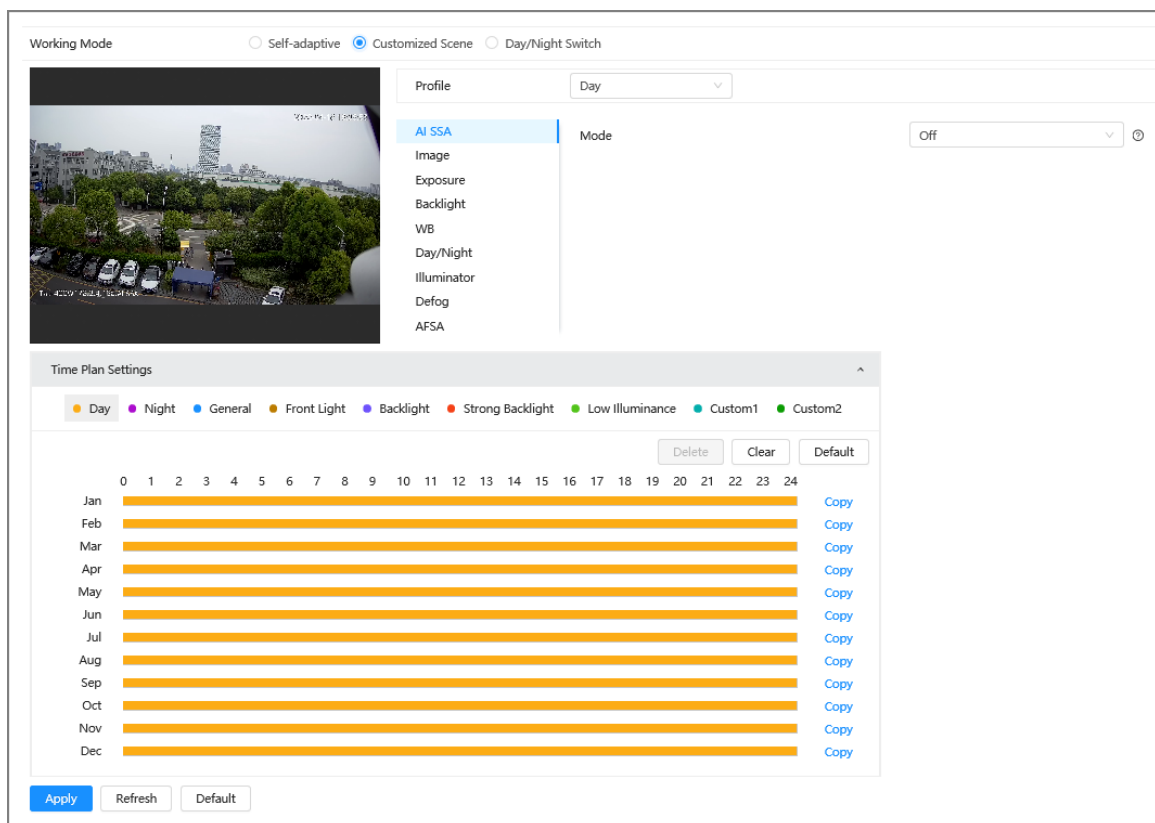 Working Mode Self-adaptive Customized Scene Day/Night Switch
Profile Day
AI SSA Mode Off
Image
Exposure
Backlight
WB
Day/Night
Illuminator
Defog
AFSA
Time Plan Settings
Day Night General Front Light Backlight Strong Backlight Low Illuminance Custom1 Custom2
Delete Clear Default
0 1 2 3 4 5 6 7 8 9 10 11 12 13 14 15 16 17 18 19 20 21 22 23 24
Jan Copy
Feb Copy
Mar Copy
Apr Copy
May Copy
Jun Copy
Jul Copy
Aug Copy
Sep Copy
Oct Copy
Nov Copy
Dec Copy
Apply Refresh Default